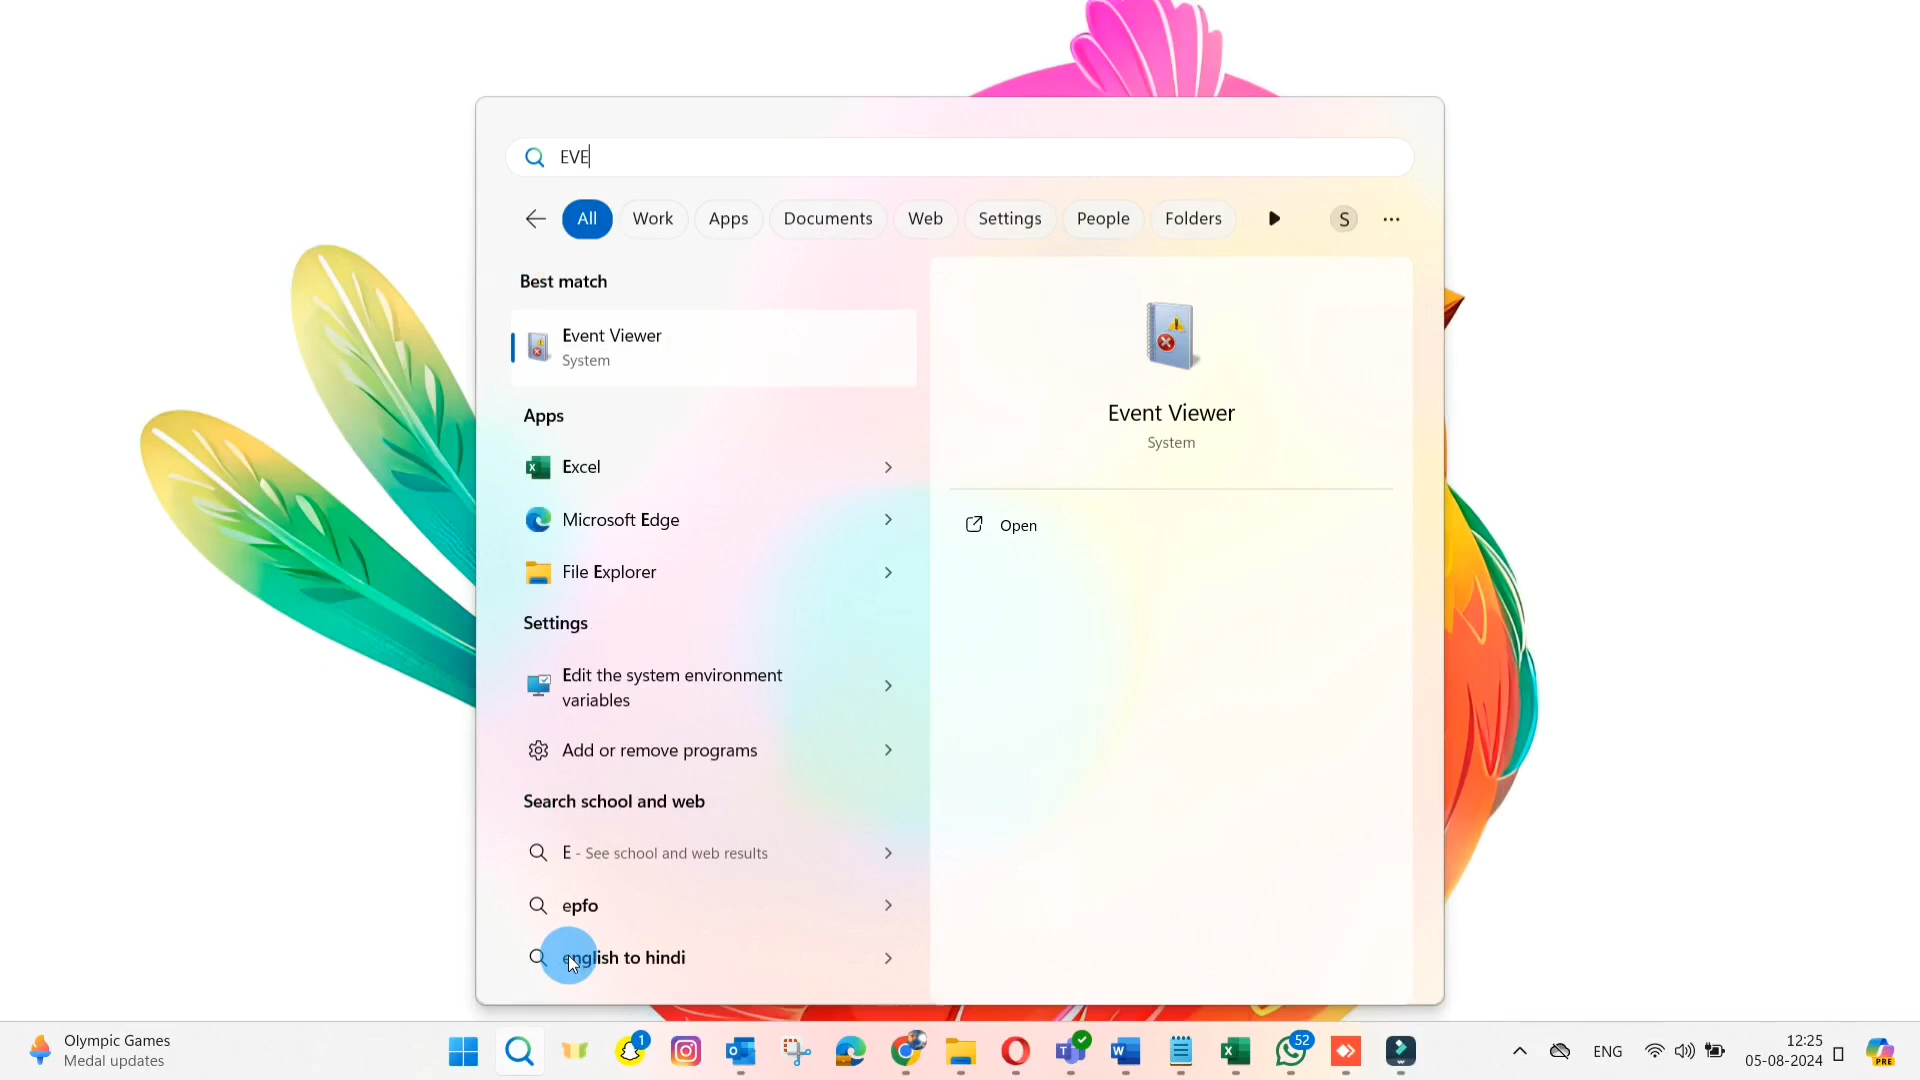 EVE
All Work Apps Documents Web Settings People Folders S
Best match
Event Viewer
System
Apps
Excel
Microsoft Edge
File Explorer
Settings
Edit the system environment
variables
Add or remove programs
Search school and web
E - See school and web results
epfo
english to hindi
Event Viewer
System
Open
Olympic Games
Medal updates
1
52
ENG
12:25
05-08-2024
PRE